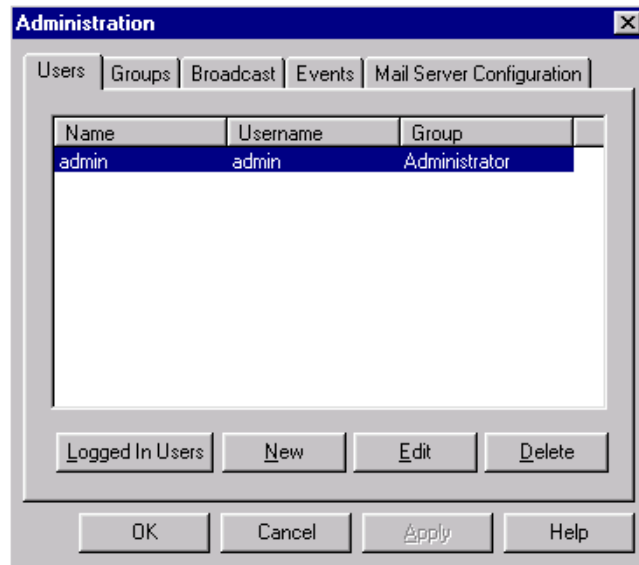 Administration
Users Groups Broadcast Events Mail Server Configuration
Name Username Group
admin admin Administrator
Logged In Users New Edit Delete
OK Cancel Apply Help